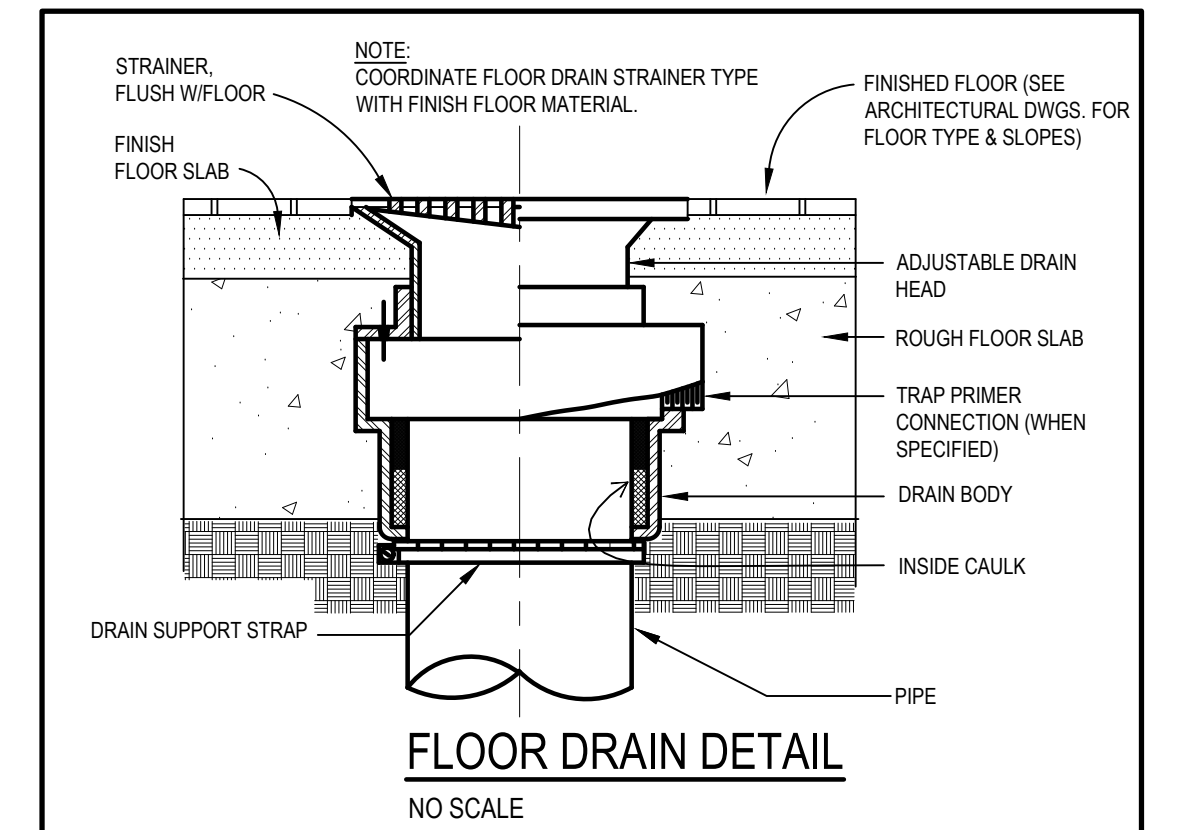 STRAINER,
FLUSH W/FLOOR
NOTE:
COORDINATE FLOOR DRAIN STRAINER TYPE
WITH FINISH FLOOR MATERIAL.
FINISHED FLOOR (SEE
ARCHITECTURAL DWGS. FOR
FLOOR TYPE & SLOPES)
FINISH
FLOOR SLAB
ADJUSTABLE DRAIN
HEAD
ROUGH FLOOR SLAB
TRAP PRIMER
CONNECTION (WHEN
SPECIFIED)
DRAIN BODY
INSIDE CAULK
DRAIN SUPPORT STRAP
PIPE
FLOOR DRAIN DETAIL
NO SCALE